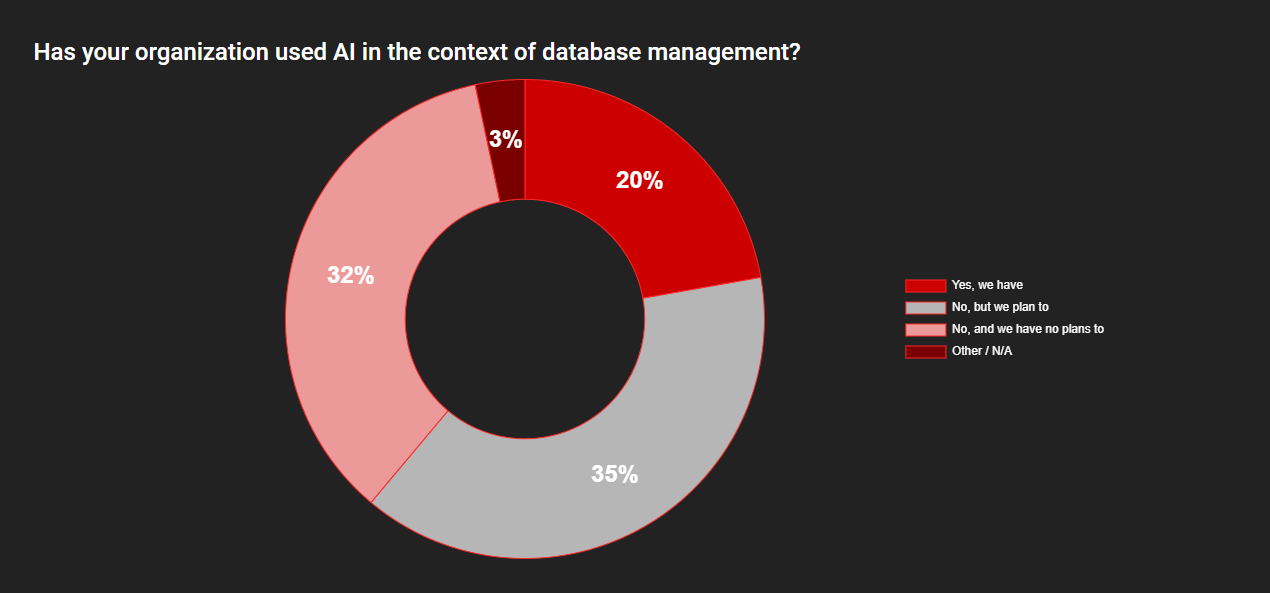 Has your organization used AI in the context of database management?
3%
20%
32%
35%
Yes, we have
No, but we plan to
No, and we have no plans to
Other / N/A